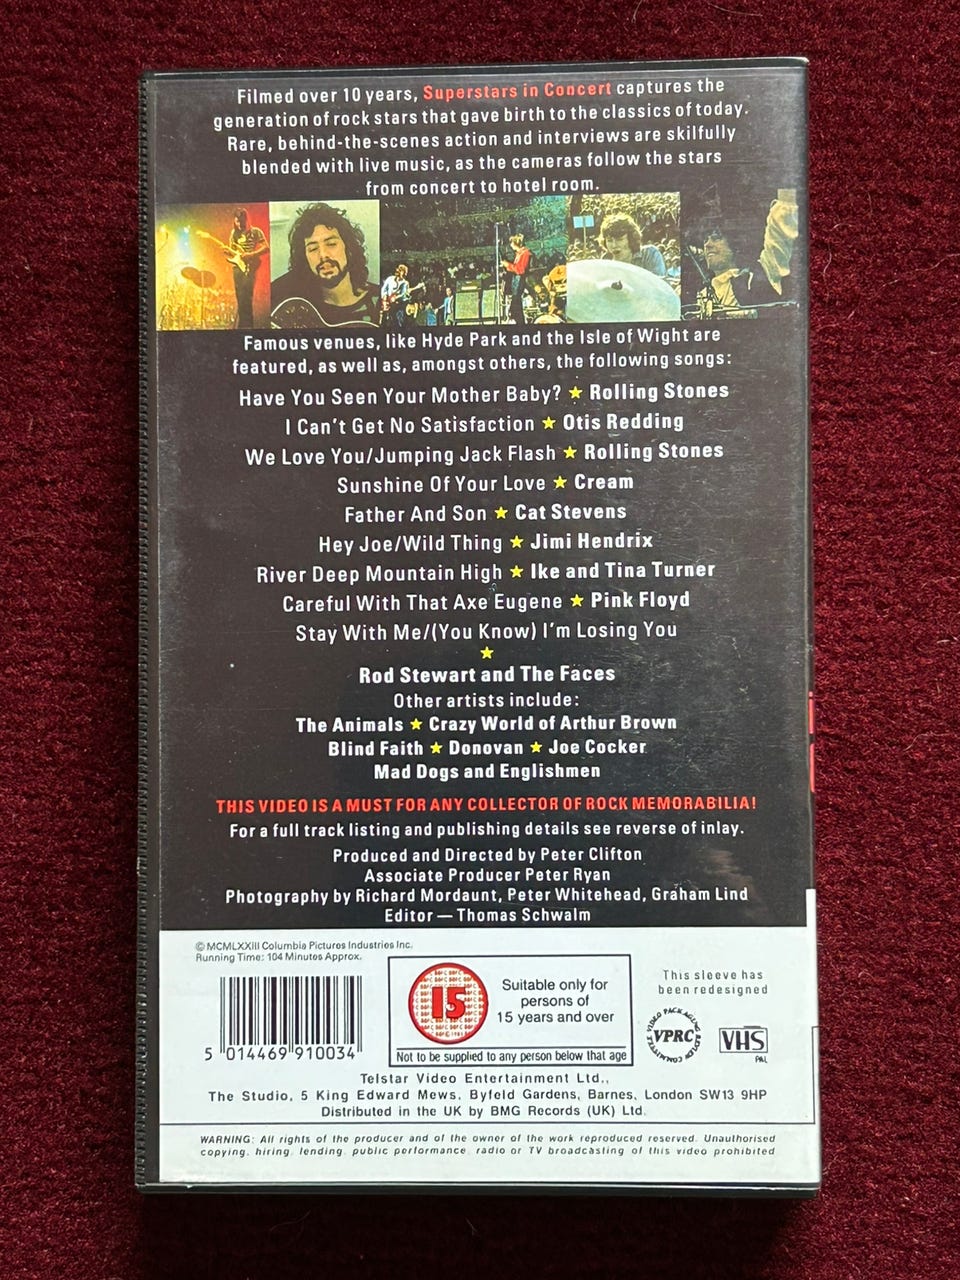 Filmed over 10 years, Superstars in Concert captures the
generation of rock stars that gave birth to the classics of today.
Rare, behind-the-scenes action and interviews are skilfully
blended with live music, as the cameras follow the stars
from concert to hotel room.
Famous venues, like Hyde Park and the Isle of Wight are
featured, as well as, amongst others, the following songs:
Have You Seen Your Mother Baby? ★ Rolling Stones
I Can't Get No Satisfaction ★ Otis Redding
We Love You/Jumping Jack Flash ★ Rolling Stones
Sunshine Of Your Love ★ Cream
Father And Son ★ Cat Stevens
Hey Joe/Wild Thing ★ Jimi Hendrix
River Deep Mountain High ★ Ike and Tina Turner
Careful With That Axe Eugene ★ Pink Floyd
Stay With Me/(You Know) I'm Losing You
★
Rod Stewart and The Faces
Other artists include:
The Animals ★ Crazy World of Arthur Brown
Blind Faith ★ Donovan ★ Joe Cocker
Mad Dogs and Englishmen
THIS VIDEO IS A MUST FOR ANY COLLECTOR OF ROCK MEMORABILIA!
For a full track listing and publishing details see reverse of inlay.
Produced and Directed by Peter Clifton
Associate Producer Peter Ryan
Photography by Richard Mordaunt, Peter Whitehead, Graham Lind
Editor — Thomas Schwalm
© MCMLXXIII Columbia Pictures Industries Inc.
Running Time: 104 Minutes Approx.
5 014469 910034
15
Suitable only for
persons of
15 years and over
Not to be supplied to any person below that age
This sleeve has
been redesigned
VIDEO PACKAGING REVIEW COMMITTEE
VPRC
VHS
PAL
Telstar Video Entertainment Ltd.,
The Studio, 5 King Edward Mews, Byfeld Gardens, Barnes, London SW13 9HP
Distributed in the UK by BMG Records (UK) Ltd.
WARNING: All rights of the producer and of the owner of the work reproduced reserved. Unauthorised
copying, hiring, lending, public performance, radio or TV broadcasting of this video prohibited